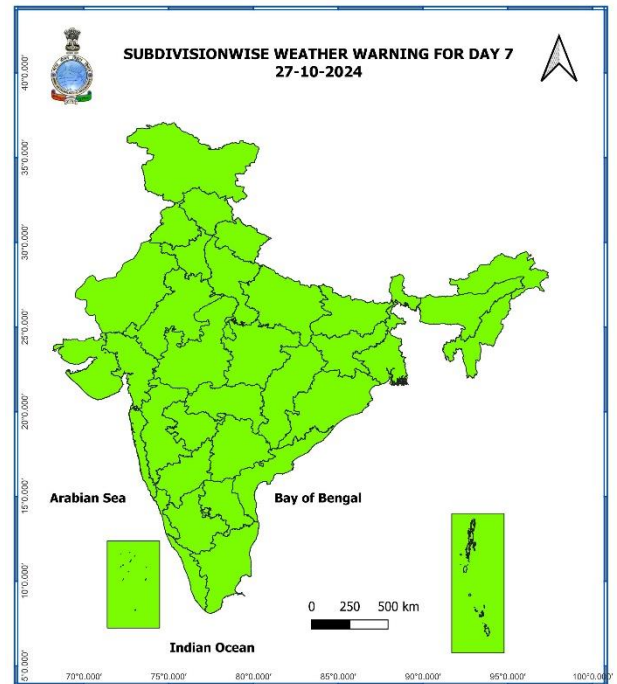 SUBDIVISIONWISE WEATHER WARNING FOR DAY 7
27-10-2024
40°0.000'
35°0.000'
30°0.000'
25°0.000'
20°0.000'
15°0.000'
10°0.000'
5°0.000'
Arabian Sea
Bay of Bengal
0 250 500 km
Indian Ocean
70°0.000' 75°0.000' 80°0.000' 85°0.000' 90°0.000' 95°0.000' 100°0.000'